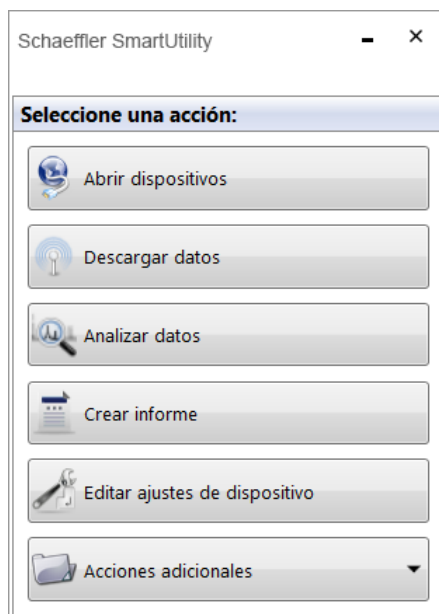 Schaeffler SmartUtility
Seleccione una acción:
Abrir dispositivos
Descargar datos
Analizar datos
Crear informe
Editar ajustes de dispositivo
Acciones adicionales